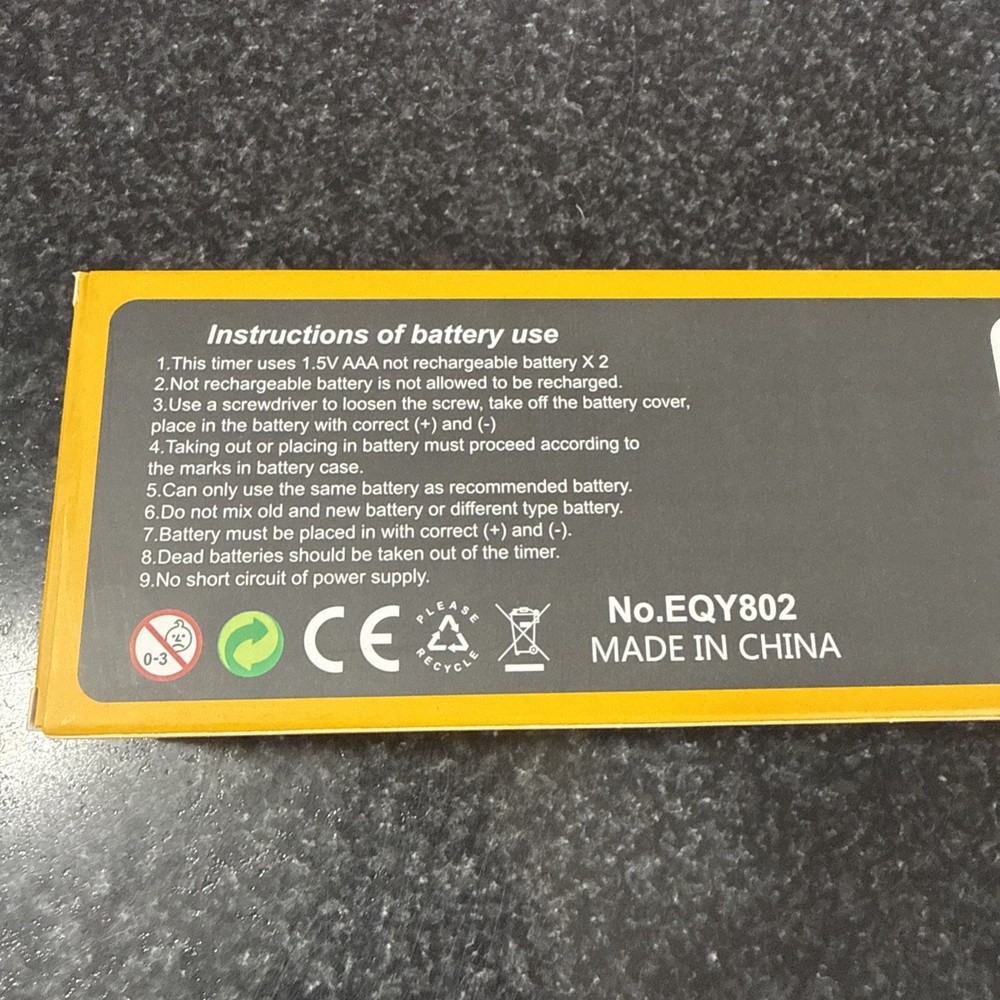 Instructions of battery use
1.This timer uses 1.5V AAA not rechargeable battery X 2
2.Not rechargeable battery is not allowed to be recharged.
3.Use a screwdriver to loosen the screw, take off the battery cover,
place in the battery with correct (+) and (-)
4.Taking out or placing in battery must proceed according to
the marks in battery case.
5.Can only use the same battery as recommended battery.
6.Do not mix old and new battery or different type battery.
7.Battery must be placed in with correct (+) and (-).
8.Dead batteries should be taken out of the timer.
9.No short circuit of power supply.
0-3
CE
PLEASE
RECYCLE
No.EQY802
MADE IN CHINA